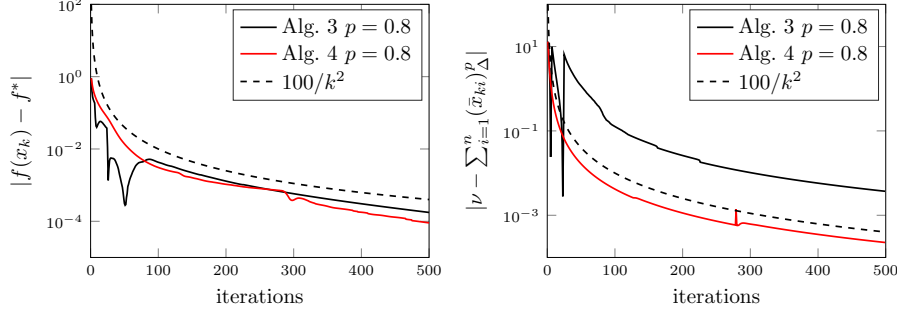 10^2
10^0
10^{-2}
10^{-4}
|f(x_k) − f*|
0 100 200 300 400 500
iterations
Alg. 3 p = 0.8
Alg. 4 p = 0.8
100/k^2
10^1
10^{-1}
10^{-3}
|ν − ∑_{i=1}^n (x̄_{ki})^p_Δ|
0 100 200 300 400 500
iterations
Alg. 3 p = 0.8
Alg. 4 p = 0.8
100/k^2